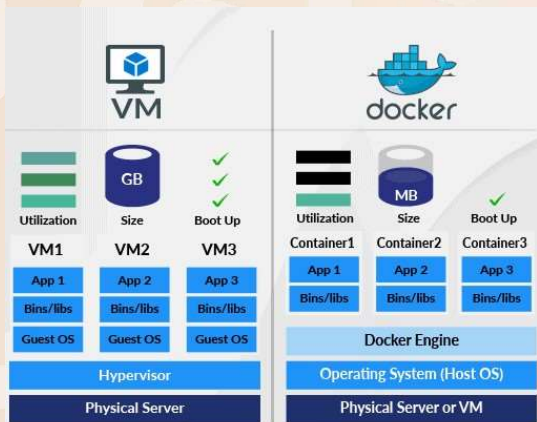 VM
GB
Utilization
Size
Boot Up
VM1
VM2
VM3
App 1
App 2
App 3
Bins/libs
Bins/libs
Bins/libs
Guest OS
Guest OS
Guest OS
Hypervisor
Physical Server
docker
MB
Utilization
Size
Boot Up
Container1
Container2
Container3
App 1
App 2
App 3
Bins/libs
Bins/libs
Bins/libs
Docker Engine
Operating System (Host OS)
Physical Server or VM